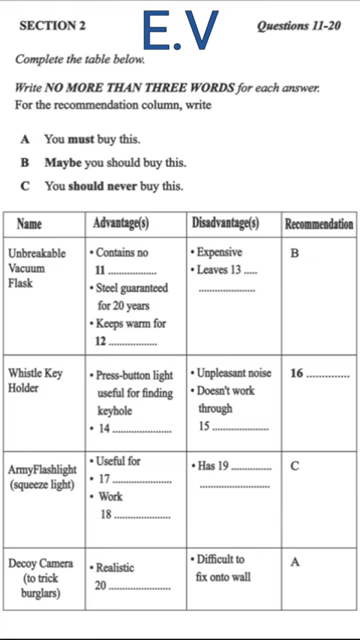 E.V
SECTION 2
Questions 11-20
Complete the table below.
Write NO MORE THAN THREE WORDS for each answer.
For the recommendation column, write
A You must buy this.
B Maybe you should buy this.
C You should never buy this.
Name Advantage(s) Disadvantage(s) Recommendation
Unbreakable
Vacuum
Flask
• Contains no
11 ..................
• Steel guaranteed
for 20 years
• Keeps warm for
12 ..................
• Expensive
• Leaves 13 .....
.....................
B
Whistle Key
Holder
• Press-button light
useful for finding
keyhole
• 14 ......................
• Unpleasant noise
• Doesn't work
through
15 .....................
16 ..............
ArmyFlashlight
(squeeze light)
• Useful for
• 17 ......................
• Work
18 .....................
• Has 19 ...............
..........................
C
Decoy Camera
(to trick
burglars)
• Realistic
20 .......................
• Difficult to
fix onto wall
A